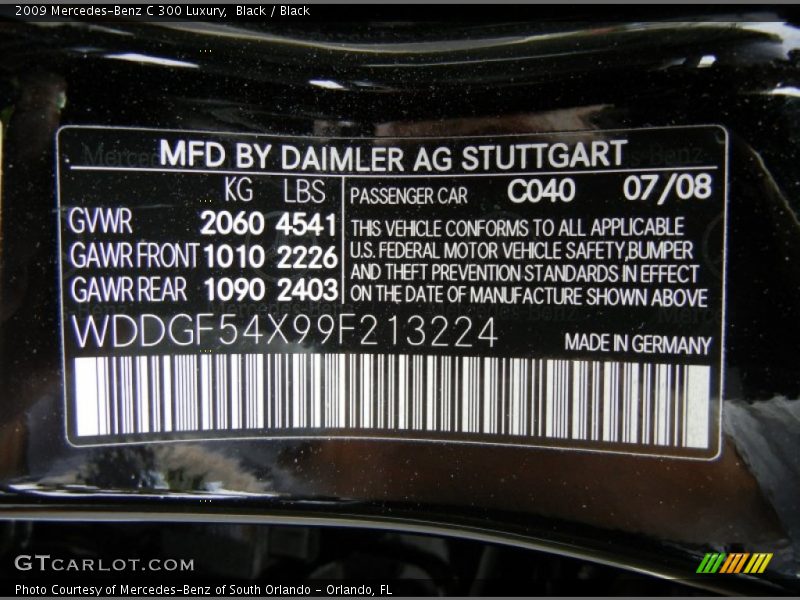 2009 Mercedes-Benz C 300 Luxury, Black / Black
MFD BY DAIMLER AG STUTTGART
KG LBS
GVWR 2060 4541
GAWR FRONT 1010 2226
GAWR REAR 1090 2403
PASSENGER CAR C040 07/08
THIS VEHICLE CONFORMS TO ALL APPLICABLE
U.S. FEDERAL MOTOR VEHICLE SAFETY,BUMPER
AND THEFT PREVENTION STANDARDS IN EFFECT
ON THE DATE OF MANUFACTURE SHOWN ABOVE
WDDGF54X99F213224
MADE IN GERMANY
GTCARLOT.COM
Photo Courtesy of Mercedes-Benz of South Orlando - Orlando, FL